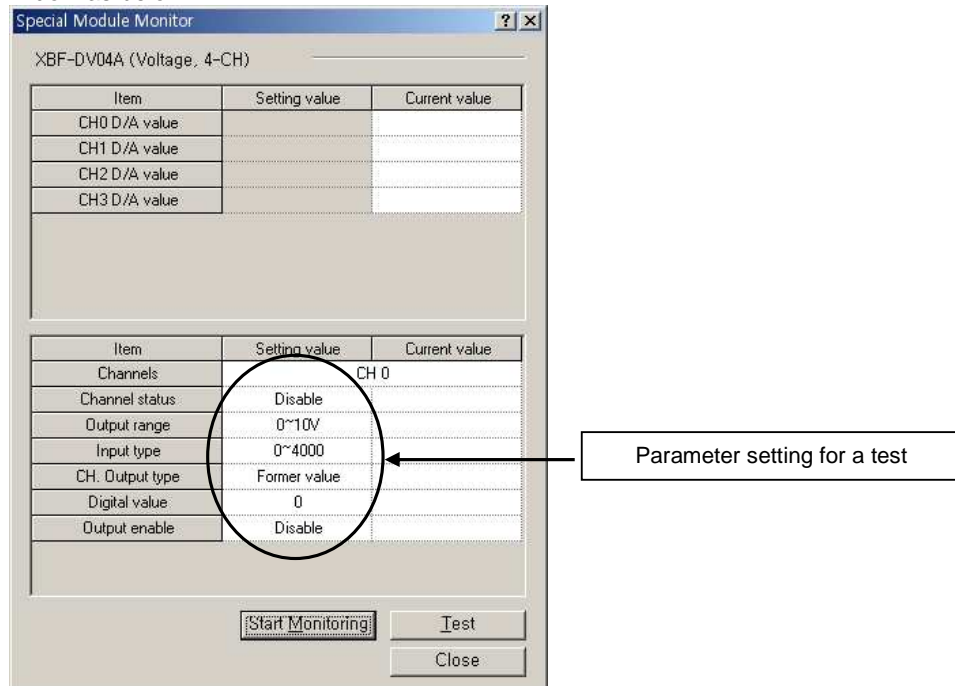 Special Module Monitor
XBF-DV04A (Voltage, 4-CH)
Item Setting value Current value
CH0 D/A value
CH1 D/A value
CH2 D/A value
CH3 D/A value
Item Setting value Current value
Channels CH 0
Channel status Disable
Output range 0~10V
Input type 0~4000
CH. Output type Former value
Digital value 0
Output enable Disable
Parameter setting for a test
Start Monitoring Test
Close